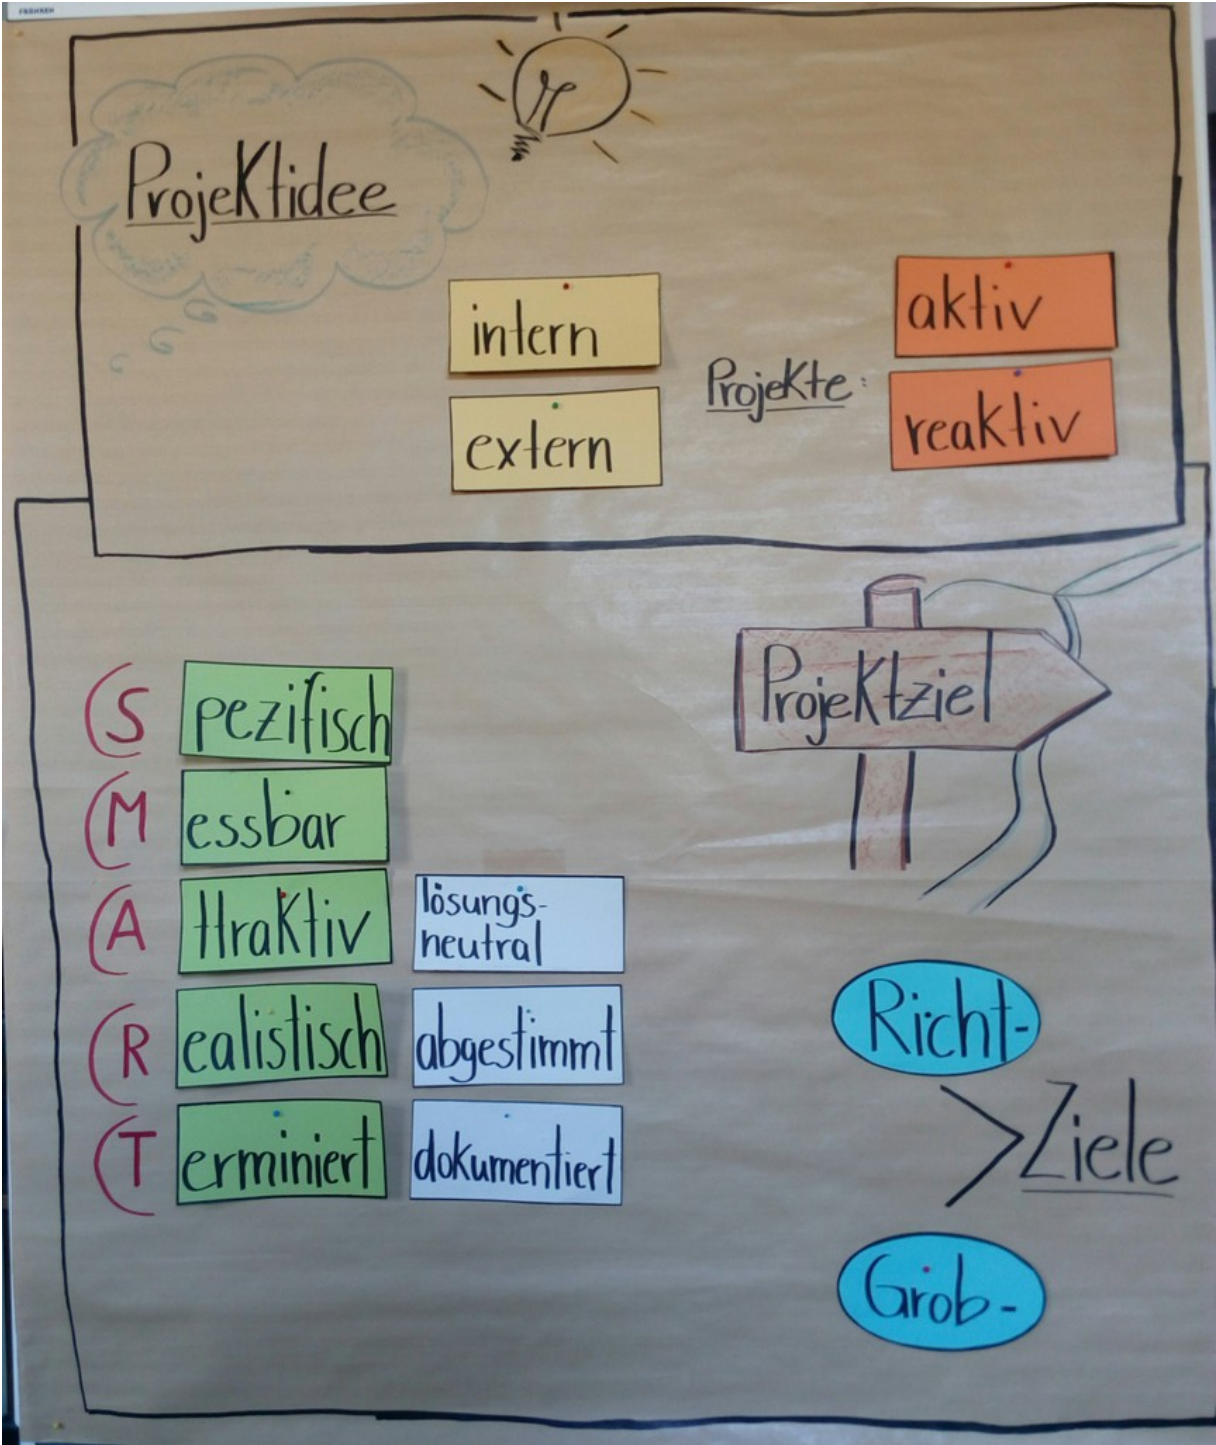 FRANKEN
Projektidee
intern
extern
Projekte:
aktiv
reaktiv
Projektziel
S pezifisch
M essbar
A ttraktiv
lösungs-
neutral
R ealistisch
abgestimmt
T erminiert
dokumentiert
Richt-
> Ziele
Grob-